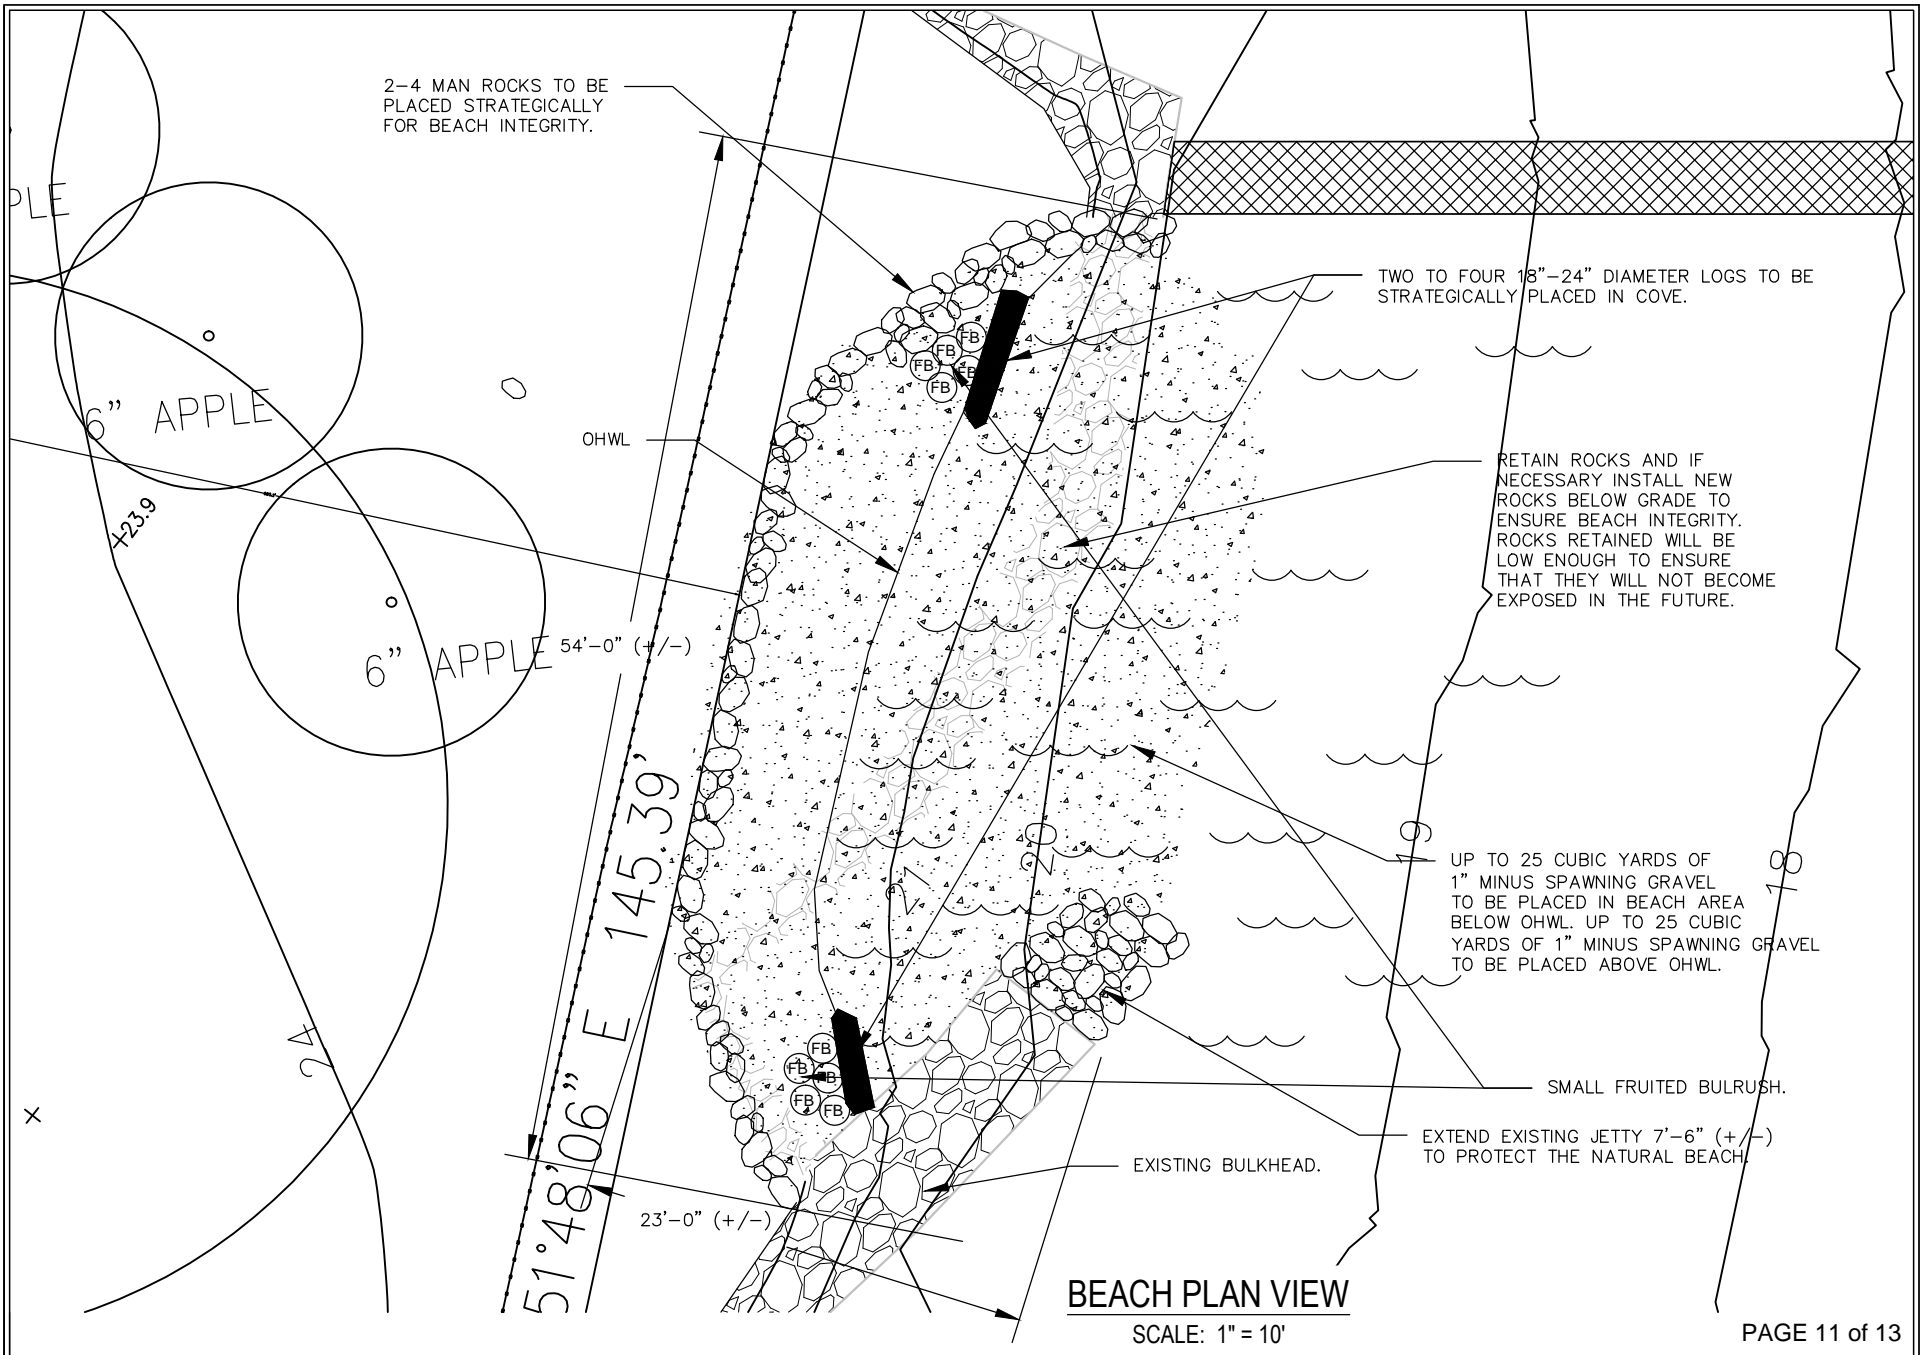 2-4 MAN ROCKS TO BE
PLACED STRATEGICALLY
FOR BEACH INTEGRITY.
PLE
TWO TO FOUR 18"-24" DIAMETER LOGS TO BE
STRATEGICALLY PLACED IN COVE.
FB
FB
FB
FB
FB
6" APPLE
OHWL
RETAIN ROCKS AND IF
NECESSARY INSTALL NEW
ROCKS BELOW GRADE TO
ENSURE BEACH INTEGRITY.
ROCKS RETAINED WILL BE
LOW ENOUGH TO ENSURE
THAT THEY WILL NOT BECOME
EXPOSED IN THE FUTURE.
+23.9
6" APPLE
54'-0" (+/-)
51°48'06" E 145.39'
21
20
19
18
UP TO 25 CUBIC YARDS OF
1" MINUS SPAWNING GRAVEL
TO BE PLACED IN BEACH AREA
BELOW OHWL. UP TO 25 CUBIC
YARDS OF 1" MINUS SPAWNING GRAVEL
TO BE PLACED ABOVE OHWL.
24
FB
FB
FB
FB
FB
SMALL FRUITED BULRUSH.
EXTEND EXISTING JETTY 7'-6" (+/-)
TO PROTECT THE NATURAL BEACH.
EXISTING BULKHEAD.
23'-0" (+/-)
BEACH PLAN VIEW
SCALE: 1" = 10'
PAGE 11 of 13